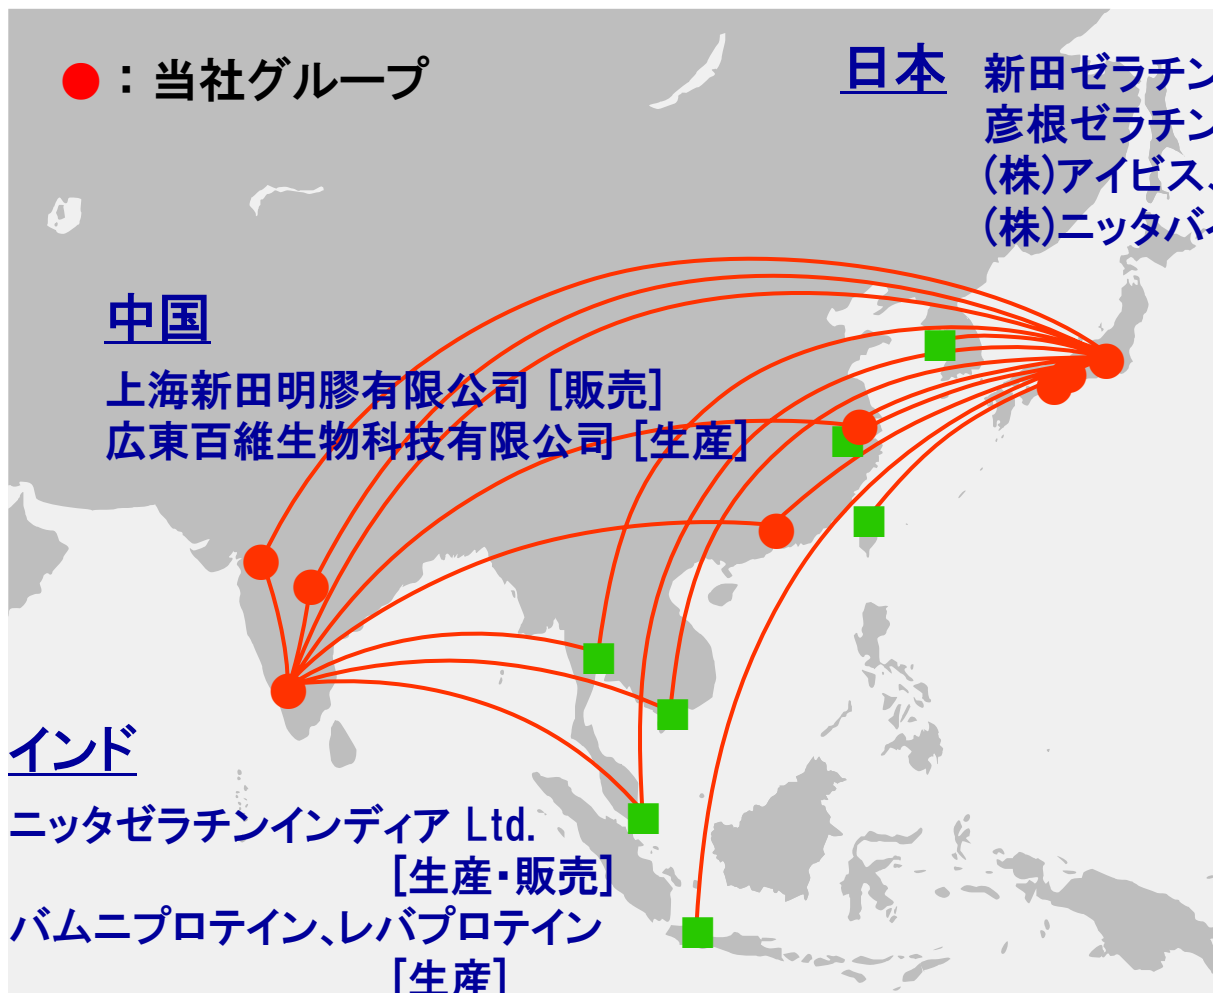 ：当社グループ
日本
新田ゼラチン
彦根ゼラチン
(株)アイビス、
(株)ニッタバイ
中国
上海新田明膠有限公司 [販売]
広東百維生物科技有限公司 [生産]
インド
ニッタゼラチンインディア Ltd.
[生産・販売]
バムニプロテイン、レバプロテイン
[生産]